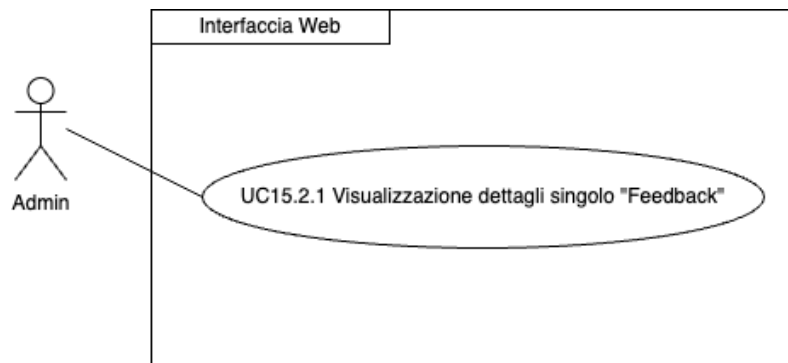 Interfaccia Web
Admin
UC15.2.1 Visualizzazione dettagli singolo "Feedback"